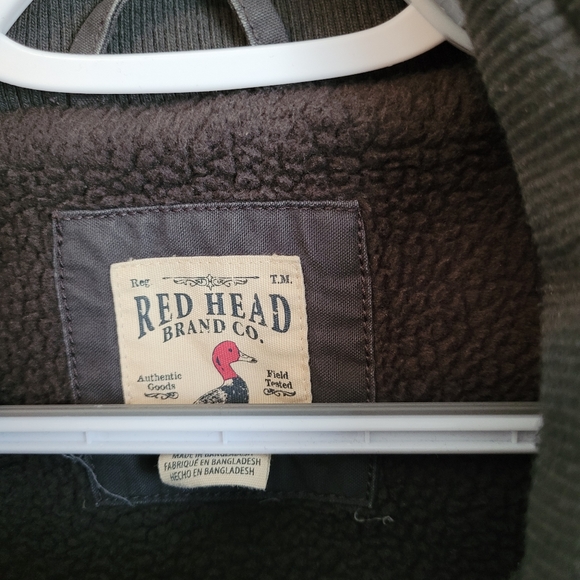 Reg T.M.
RED HEAD
BRAND CO.
Authentic Field
Goods Tested
MADE IN BANGLADESH
FABRIQUÉ EN BANGLADESH
HECHO EN BANGLADESH